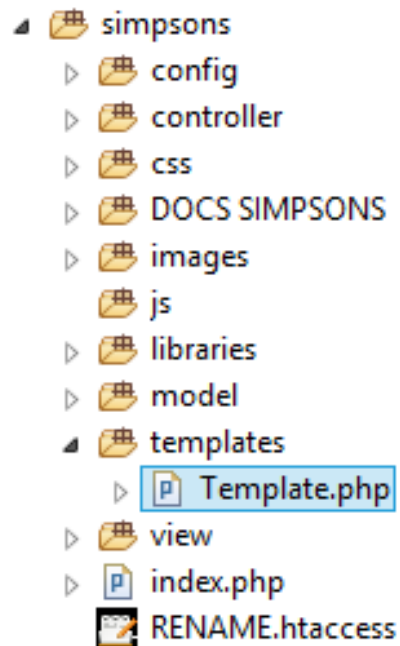 simpsons
config
controller
css
DOCS SIMPSONS
images
js
libraries
model
templates
Template.php
view
index.php
RENAME.htaccess